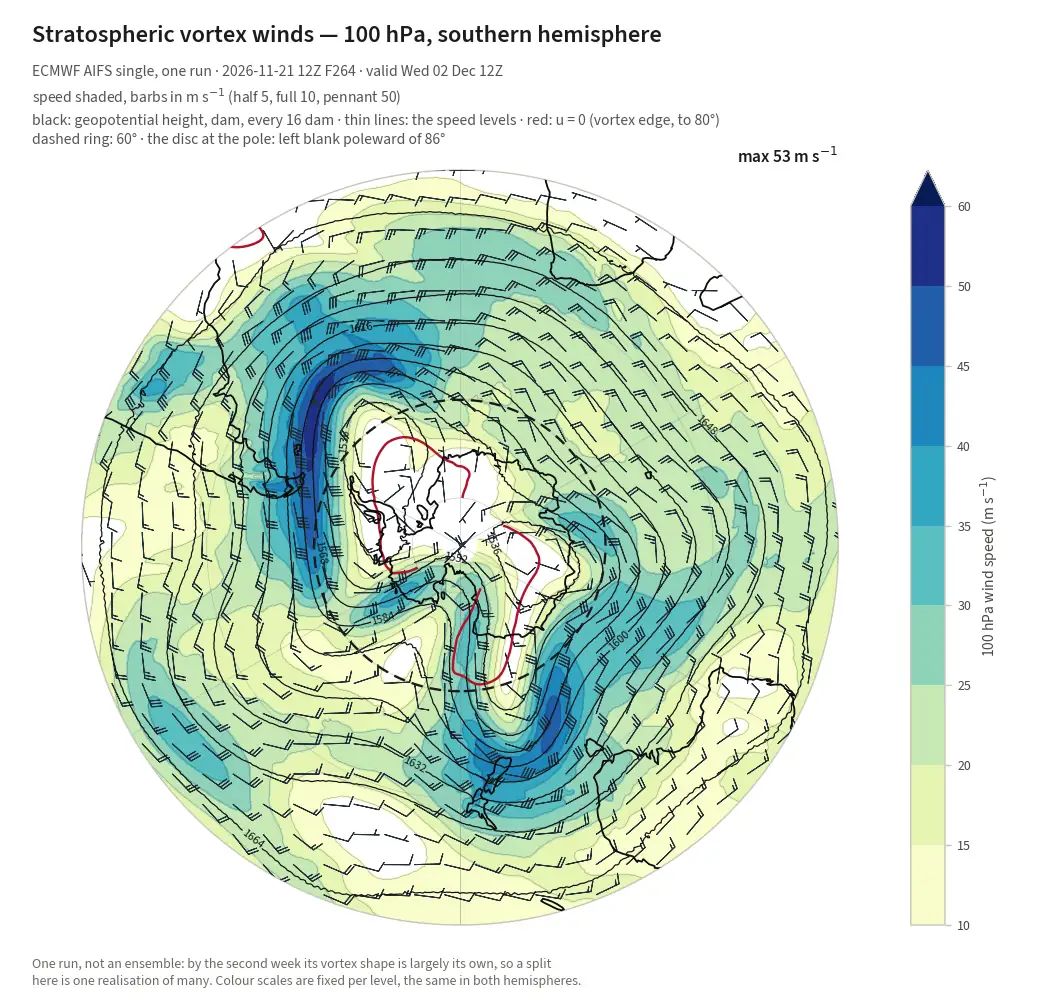 Stratospheric vortex winds — 100 hPa, southern hemisphere
ECMWF AIFS single, one run · 2026-11-21 12Z F264 · valid Wed 02 Dec 12Z
speed shaded, barbs in m s⁻¹ (half 5, full 10, pennant 50)
black: geopotential height, dam, every 16 dam · thin lines: the speed levels · red: u = 0 (vortex edge, to 80°)
dashed ring: 60° · the disc at the pole: left blank poleward of 86°
max 53 m s⁻¹
60
50
45
40
35
30
25
20
15
10
100 hPa wind speed (m s⁻¹)
1616
1648
1536
1568
1552
1584
1600
1632
1664
One run, not an ensemble: by the second week its vortex shape is largely its own, so a split
here is one realisation of many. Colour scales are fixed per level, the same in both hemispheres.